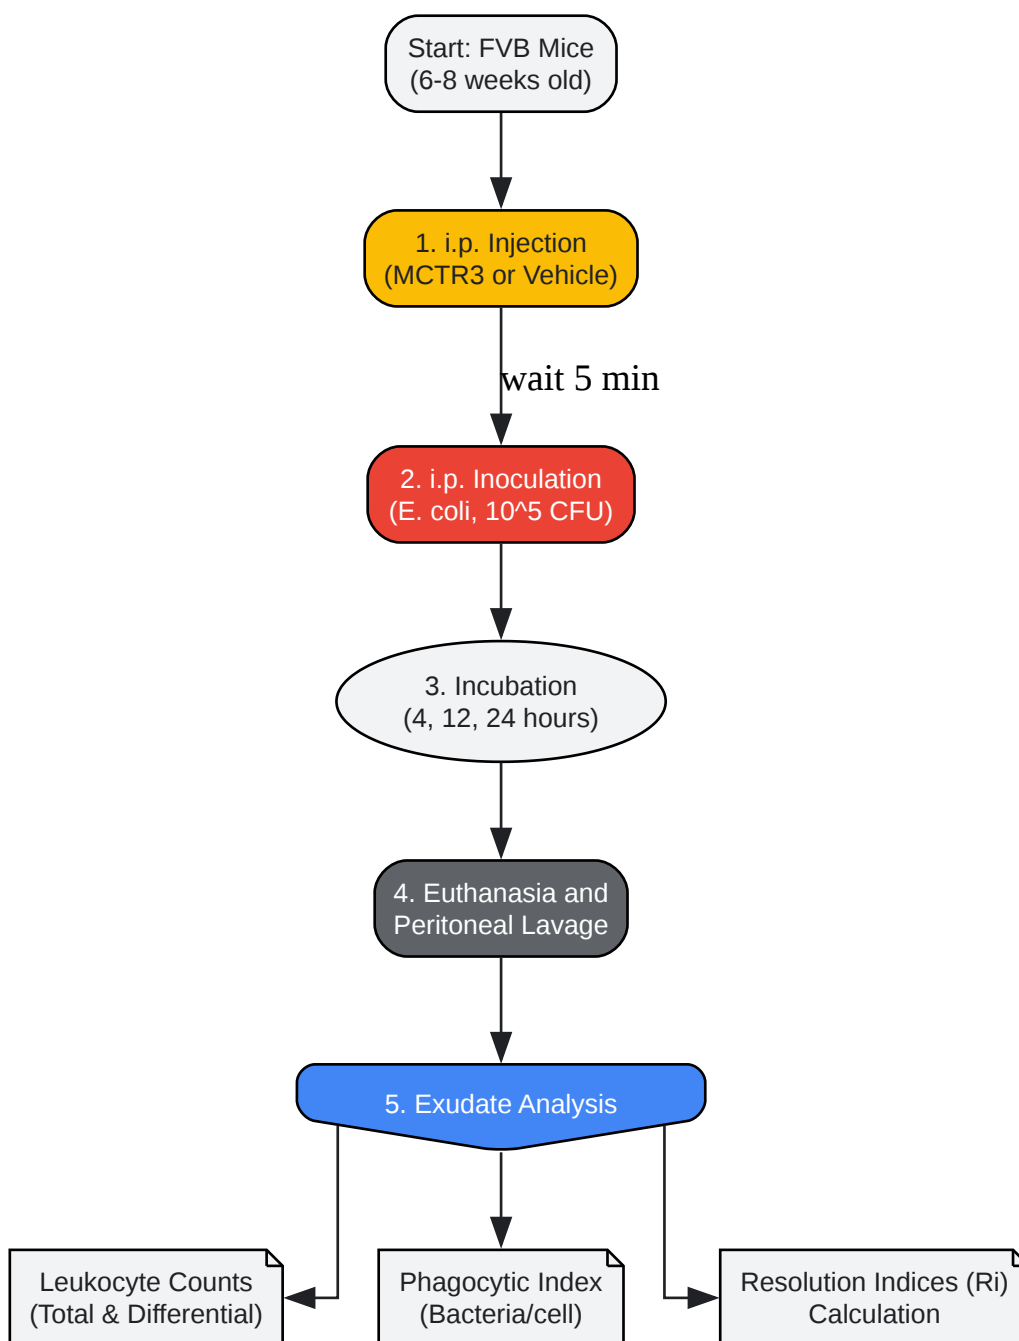 Start: FVB Mice
(6-8 weeks old)
1. i.p. Injection
(MCTR3 or Vehicle)
wait 5 min
2. i.p. Inoculation
(E. coli, 10^5 CFU)
3. Incubation
(4, 12, 24 hours)
4. Euthanasia and
Peritoneal Lavage
5. Exudate Analysis
Leukocyte Counts
(Total & Differential)
Phagocytic Index
(Bacteria/cell)
Resolution Indices (Ri)
Calculation